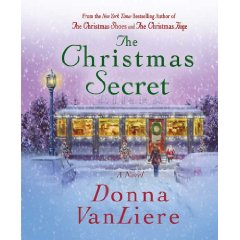 From the New York Times bestselling Author of
The Christmas Shoes and The Christmas Hope
The
Christmas
Secret
A Novel
Donna
VanLiere